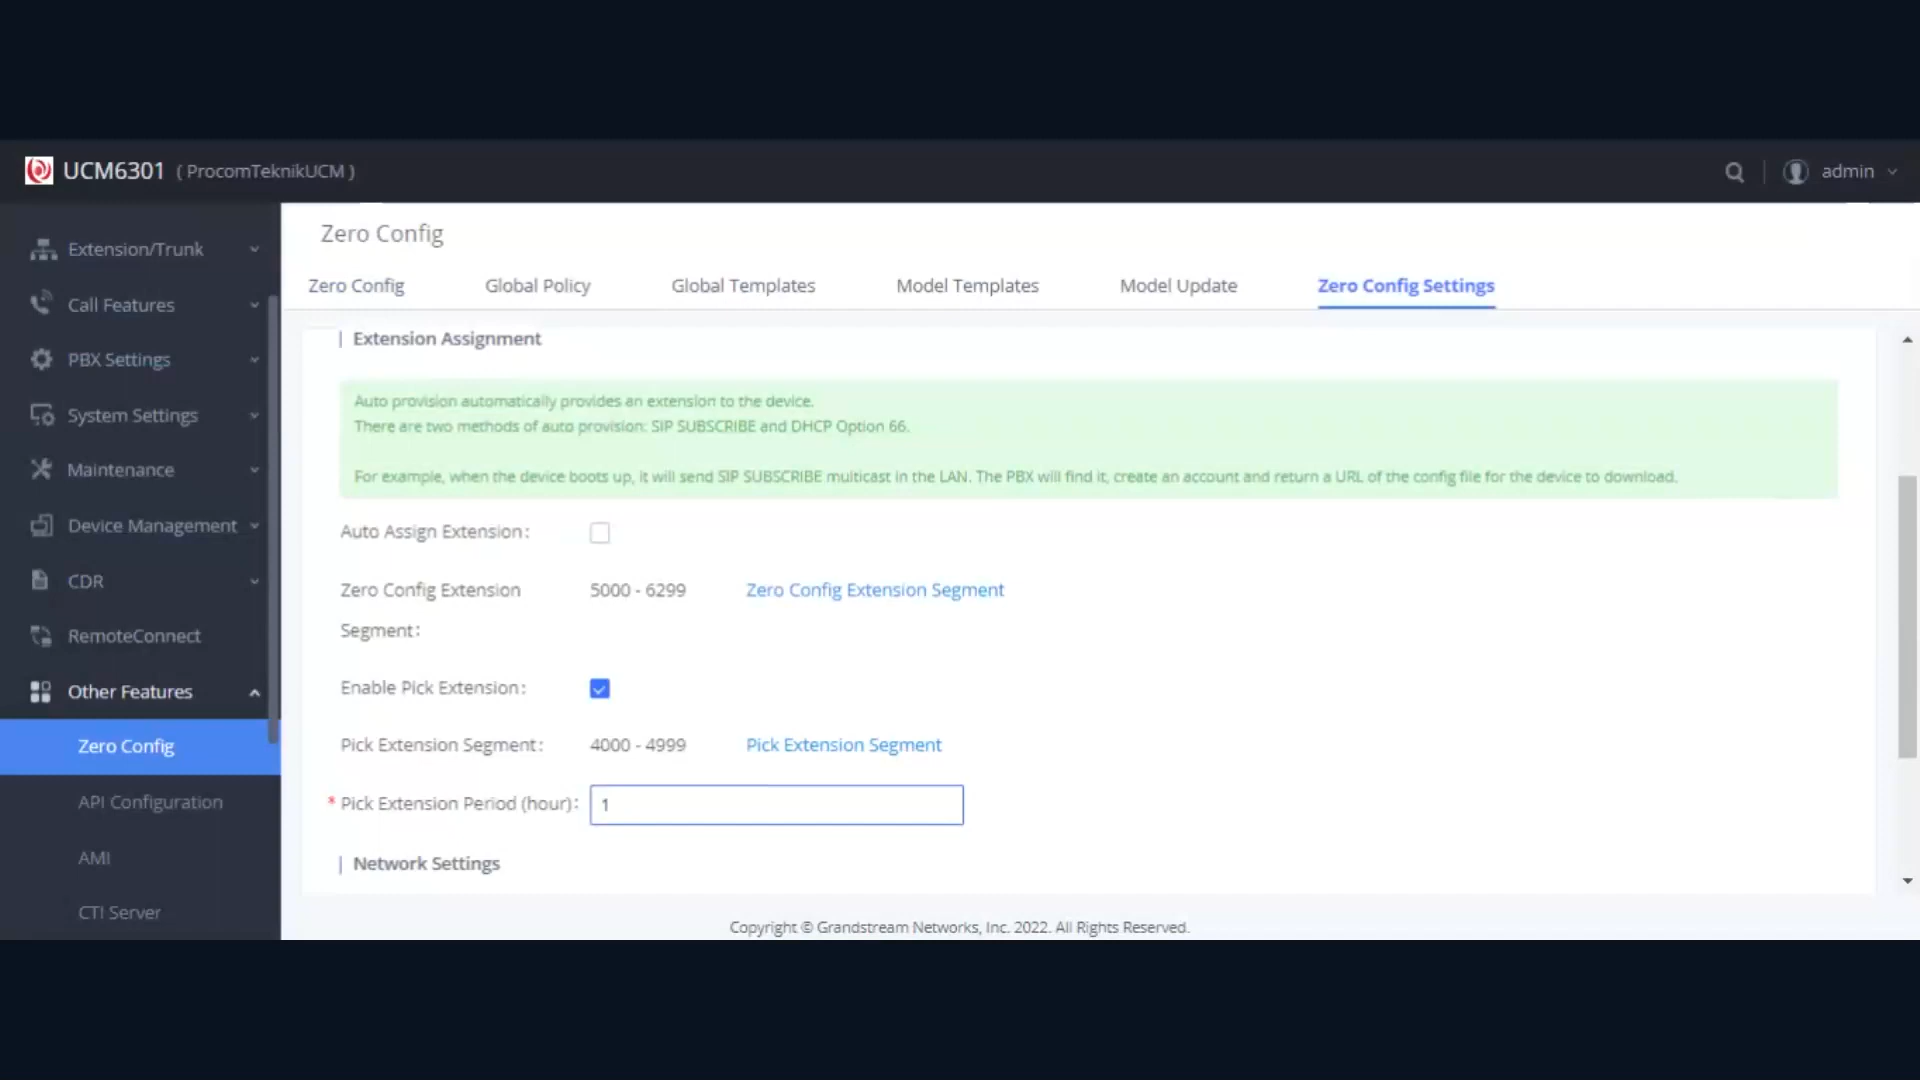 UCM6301 ( ProcomTeknikUCM )
admin
Extension/Trunk
Call Features
PBX Settings
System Settings
Maintenance
Device Management
CDR
RemoteConnect
Other Features
Zero Config
API Configuration
AMI
CTI Server
Zero Config
Zero Config
Global Policy
Global Templates
Model Templates
Model Update
Zero Config Settings
Extension Assignment
Auto provision automatically provides an extension to the device.
There are two methods of auto provision: SIP SUBSCRIBE and DHCP Option 66.
For example, when the device boots up, it will send SIP SUBSCRIBE multicast in the LAN. The PBX will find it, create an account and return a URL of the config file for the device to download.
Auto Assign Extension:
Zero Config Extension
Segment:
5000 - 6299
Zero Config Extension Segment
Enable Pick Extension:
Pick Extension Segment:
4000 - 4999
Pick Extension Segment
* Pick Extension Period (hour):
1
Network Settings
Copyright © Grandstream Networks, Inc. 2022. All Rights Reserved.